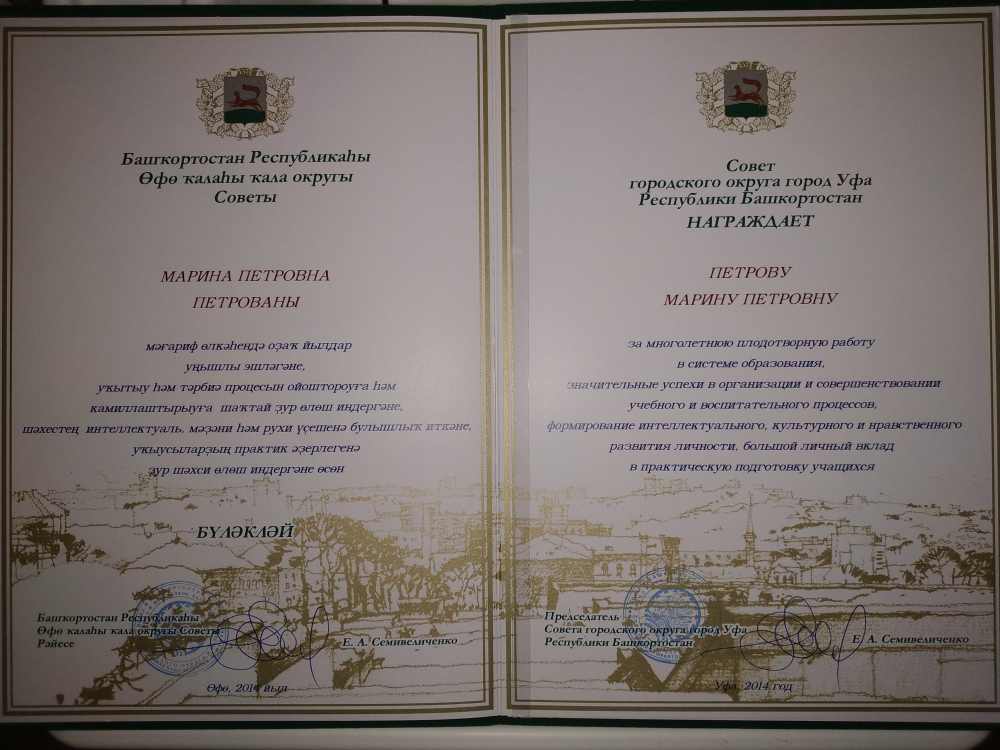 Башҡортостан Республикаһы
Өфө ҡалаһы ҡала округы
Советы
МАРИНА ПЕТРОВНА
ПЕТРОВАНЫ
мәғариф өлкәһендә оҙаҡ йылдар
уңышлы эшләгәне,
уҡытыу һәм тәрбиә процесын ойоштороуға һәм
камиллаштырыуға шаҡтай ҙур өлөш индергәне,
шәхестең интеллектуаль, мәҙәни һәм рухи үҫешенә булышлыҡ иткәне,
уҡыусыларҙың практик әҙерлегенә
ҙур шәхси өлөш индергәне өсөн
БҮЛӘКЛӘЙ
Башҡортостан Республикаһы
Өфө ҡалаһы ҡала округы Советы
Рәйесе
Е. А. Семивеличенко
Өфө, 2014 йыл
Совет
городского округа город Уфа
Республики Башкортостан
НАГРАЖДАЕТ
ПЕТРОВУ
МАРИНУ ПЕТРОВНУ
за многолетнюю плодотворную работу
в системе образования,
значительные успехи в организации и совершенствовании
учебного и воспитательного процессов,
формирование интеллектуального, культурного и нравственного
развития личности, большой личный вклад
в практическую подготовку учащихся
Председатель
Совета городского округа город Уфа
Республики Башкортостан
Е. А. Семивеличенко
Уфа, 2014 год